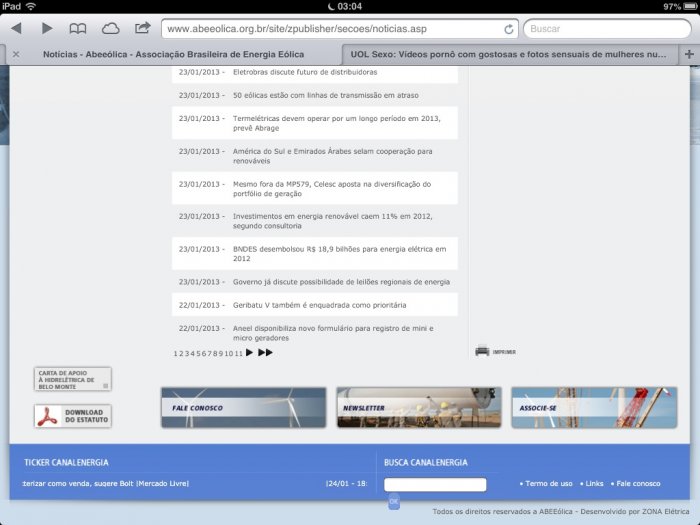 iPad 03:04 97%
www.abeeolica.org.br/site/zpublisher/secoes/noticias.asp Buscar
Notícias - Abeeólica - Associação Brasileira de Energia Eólica UOL Sexo: Vídeos pornô com gostosas e fotos sensuais de mulheres nu...
23/01/2013 - Eletrobras discute futuro de distribuidoras
23/01/2013 - 50 eólicas estão com linhas de transmissão em atraso
23/01/2013 - Termelétricas devem operar por um longo período em 2013,
prevê Abrage
23/01/2013 - América do Sul e Emirados Árabes selam cooperação para
renováveis
23/01/2013 - Mesmo fora da MP579, Celesc aposta na diversificação do
portfólio de geração
23/01/2013 - Investimentos em energia renovável caem 11% em 2012,
segundo consultoria
23/01/2013 - BNDES desembolsou R$ 18,9 bilhões para energia elétrica em
2012
23/01/2013 - Governo já discute possibilidade de leilões regionais de energia
22/01/2013 - Geribatu V também é enquadrada como prioritária
22/01/2013 - Aneel disponibiliza novo formulário para registro de mini e
micro geradores
1 2 3 4 5 6 7 8 9 10 11 IMPRIMIR
CARTA DE APOIO
À HIDRELÉTRICA DE
BELO MONTE
DOWNLOAD
DO ESTATUTO
FALE CONOSCO NEWSLETTER ASSOCIE-SE
TICKER CANALENERGIA BUSCA CANALENERGIA
terizar como venda, sugere Bolt |Mercado Livre| |24/01 - 18: • Termo de uso • Links • Fale conosco
OK
Todos os direitos reservados a ABEEólica - Desenvolvido por ZONA Elétrica